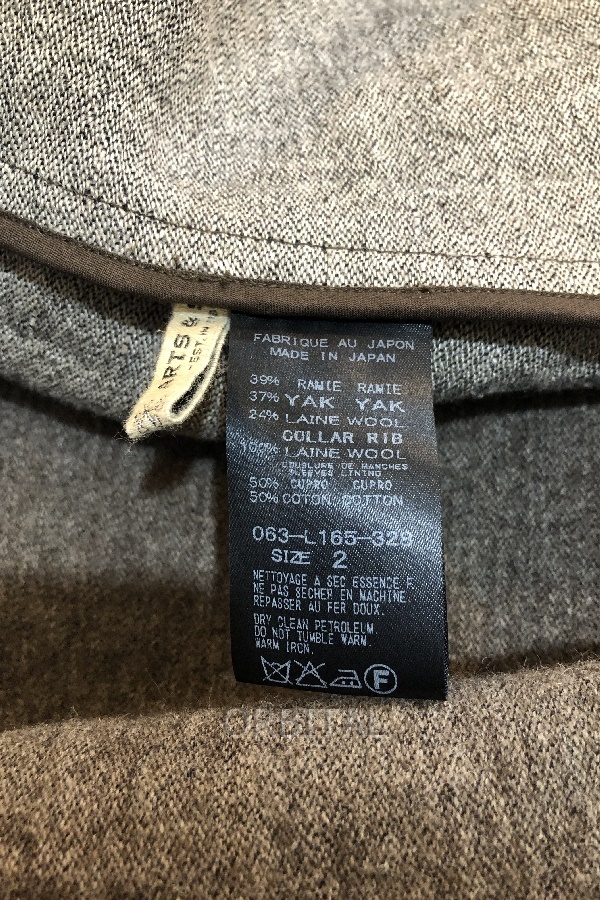 ARTS &
EST. IN
FABRIQUE AU JAPON
MADE IN JAPAN
39% RAMIE RAMIE
37% YAK YAK
24% LAINE WOOL
COLLAR RIB
100% LAINE WOOL
DOUBLURE DE MANCHES
SLEEVES LINING
50% CUPRO CUPRO
50% COTON COTTON
063-L165-329
SIZE 2
NETTOYAGE A SEC ESSENCE F.
NE PAS SECHER EN MACHINE.
REPASSER AU FER DOUX.
DRY CLEAN PETROLEUM.
DO NOT TUMBLE WARM.
WARM IRON.
F